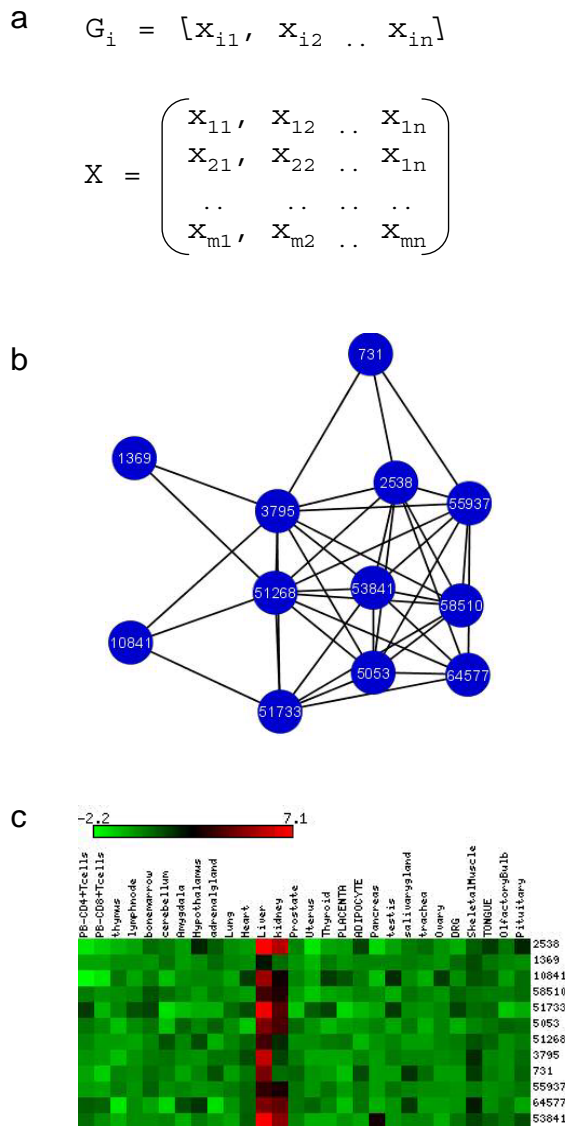 a
G_i = [x_i1, x_i2 .. x_in]
X =
x_11, x_12 .. x_1n
x_21, x_22 .. x_1n
.. .. .. ..
x_m1, x_m2 .. x_mn
b
731
1369
2538
3795
55937
51268
53841
58510
10841
5053
64577
51733
c
-2.2 7.1
PB-CD4+Tcells
PB-CD8+Tcells
thymus
lymphnode
bonemarrow
cerebellum
Amygdala
Hypothalamus
adrenalgland
Lung
Heart
Liver
kidney
Prostate
Uterus
Thyroid
PLACENTA
ADIPOCYTE
Pancreas
testis
salivarygland
trachea
Ovary
DRG
SkeletalMuscle
TONGUE
OlfactoryBulb
Pituitary
2538
1369
10841
58510
51733
5053
51268
3795
731
55937
64577
53841